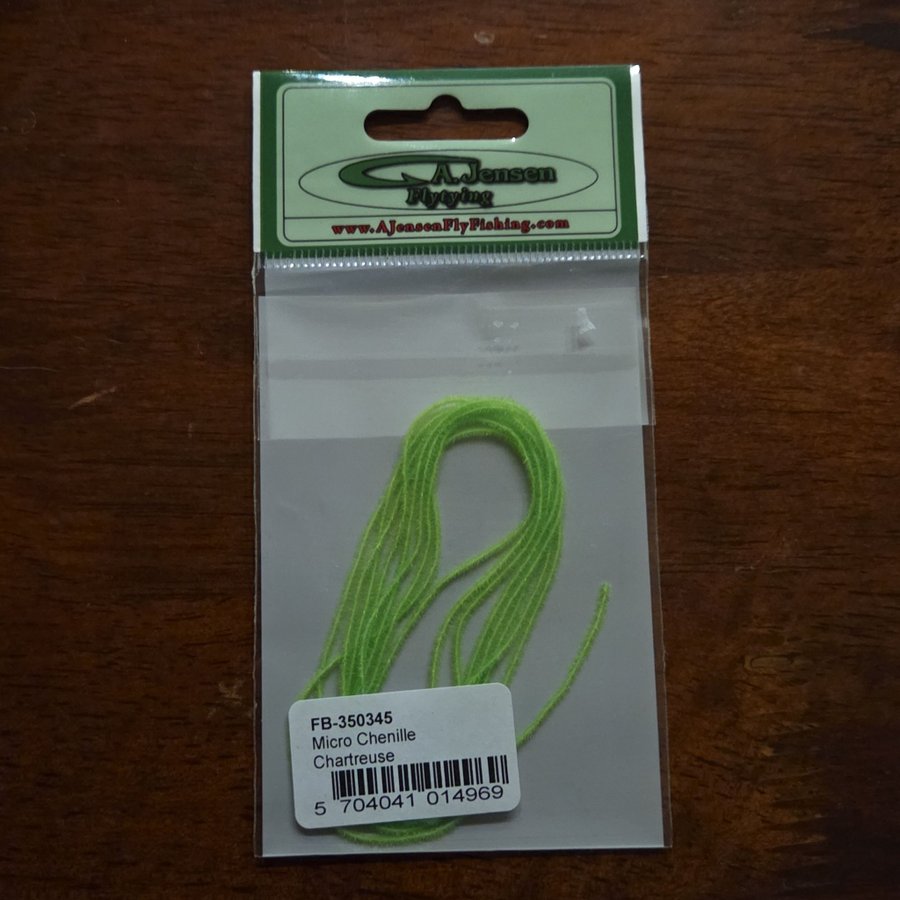 A. Jensen
Flytying
www.AJensenFlyFishing.com
FB-350345
Micro Chenille
Chartreuse
5 704041 014969